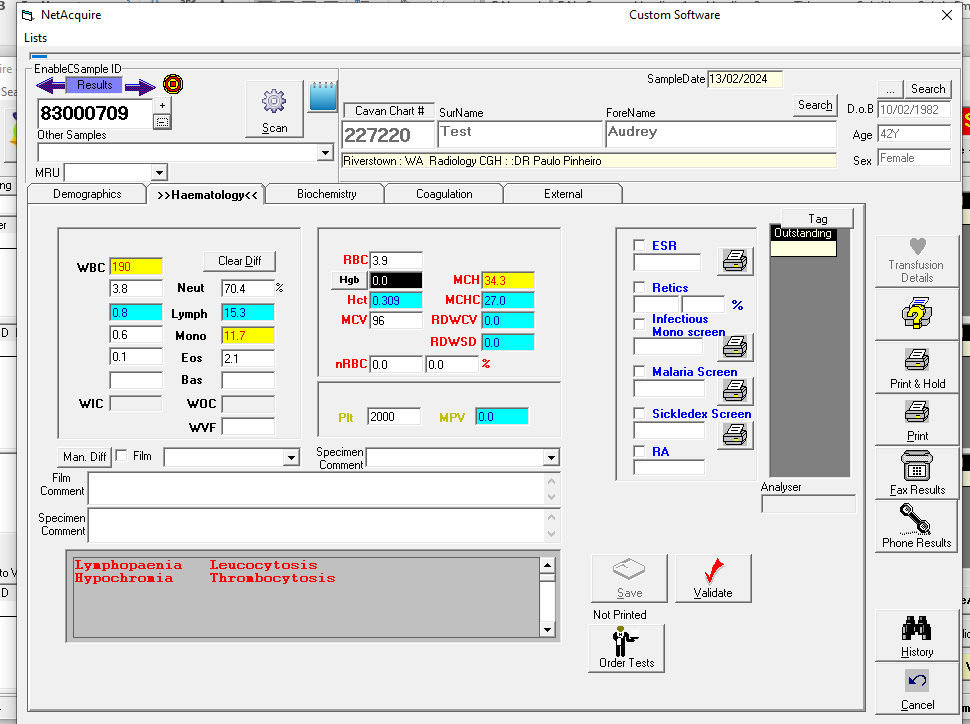 NetAcquire
Custom Software
Lists
EnableCSample ID
Results
83000709
+
...
Scan
Other Samples
MRU
SampleDate 13/02/2024
Cavan Chart #
227220
SurName
Test
ForeName
Audrey
Search
Riverstown : WA Radiology CGH : :DR Paulo Pinheiro
... Search
D.o.B 10/02/1982
Age 42Y
Sex Female
Demographics
>>Haematology<<
Biochemistry
Coagulation
External
WBC 190
Clear Diff
3.8 Neut 70.4 %
0.8 Lymph 15.3
0.6 Mono 11.7
0.1 Eos 2.1
Bas
WIC WOC
WVF
RBC 3.9
Hgb 0.0 MCH 34.3
Hct 0.309 MCHC 27.0
MCV 96 RDWCV 0.0
RDWSD 0.0
nRBC 0.0 0.0 %
Plt 2000 MPV 0.0
ESR
Retics
%
Infectious
Mono screen
Malaria Screen
Sickledex Screen
RA
Tag
Outstanding
Analyser
Man. Diff Film
Specimen
Comment
Film
Comment
Specimen
Comment
Lymphopaenia Leucocytosis
Hypochromia Thrombocytosis
Save
Validate
Not Printed
Order Tests
Transfusion
Details
Print & Hold
Print
Fax Results
Phone Results
History
Cancel